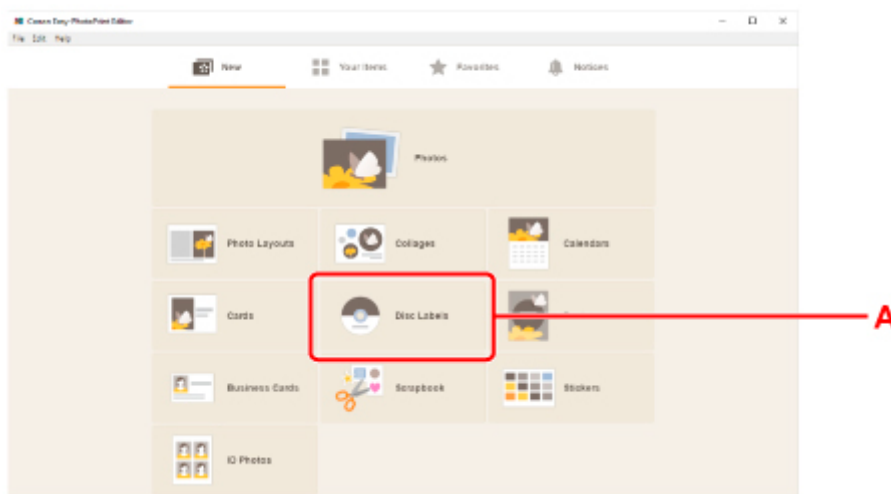 Canon Easy-PhotoPrint Editor
File Edit Help
New Your Items Favorites Notices
Photos
Photo Layouts Collages Calendars
Cards Disc Labels
A
Business Cards Scrapbook Stickers
ID Photos